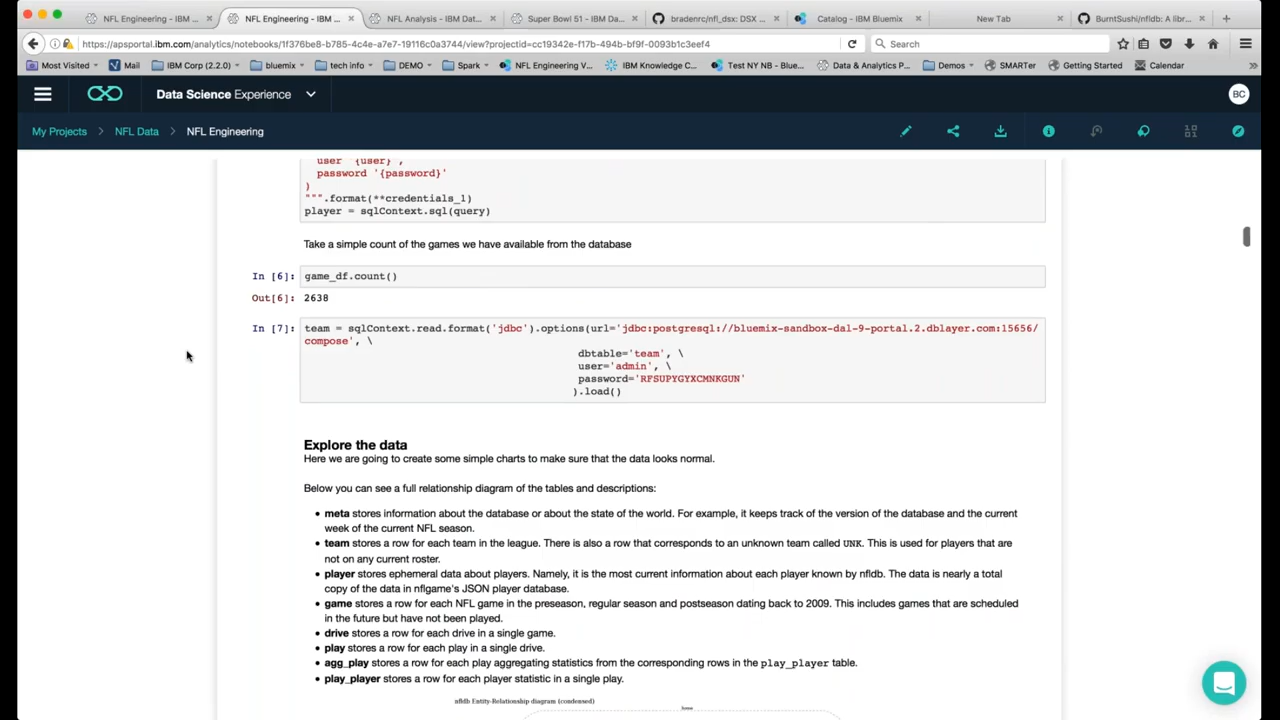 NFL Engineering - IBM ...
NFL Engineering - IBM ...
NFL Analysis - IBM Dat...
Super Bowl 51 - IBM Da...
bradenrc/nfl_dsx: DSX ...
Catalog - IBM Bluemix
New Tab
BurntSushi/nfldb: A libr...
https://apsportal.ibm.com/analytics/notebooks/1f376be8-b785-4c4e-a7e7-19116c0a3744/view?projectid=cc19342e-f17b-494b-bf9f-0093b1c3eef4
Search
Most Visited
Mail
IBM Corp (2.2.0)
bluemix
tech info
DEMO
Spark
NFL Engineering V...
IBM Knowledge C...
Test NY NB - Blue...
Data & Analytics P...
Demos
SMARTer
Getting Started
Calendar
Data Science Experience
BC
My Projects > NFL Data > NFL Engineering
user '{user}',
password '{password}'
)
""".format(**credentials_1)
player = sqlContext.sql(query)
Take a simple count of the games we have available from the database
In [6]: game_df.count()
Out[6]: 2638
In [7]: team = sqlContext.read.format('jdbc').options(url='jdbc:postgresql://bluemix-sandbox-dal-9-portal.2.dblayer.com:15656/
compose', \
dbtable='team', \
user='admin', \
password='RFSUPYGYXCMNKGUN'
).load()
Explore the data
Here we are going to create some simple charts to make sure that the data looks normal.
Below you can see a full relationship diagram of the tables and descriptions:
• meta stores information about the database or about the state of the world. For example, it keeps track of the version of the database and the current
week of the current NFL season.
• team stores a row for each team in the league. There is also a row that corresponds to an unknown team called UNK. This is used for players that are
not on any current roster.
• player stores ephemeral data about players. Namely, it is the most current information about each player known by nfldb. The data is nearly a total
copy of the data in nflgame's JSON player database.
• game stores a row for each NFL game in the preseason, regular season and postseason dating back to 2009. This includes games that are scheduled
in the future but have not been played.
• drive stores a row for each drive in a single game.
• play stores a row for each play in a single drive.
• agg_play stores a row for each play aggregating statistics from the corresponding rows in the play_player table.
• play_player stores a row for each player statistic in a single play.
nfldb Entity-Relationship diagram (condensed)